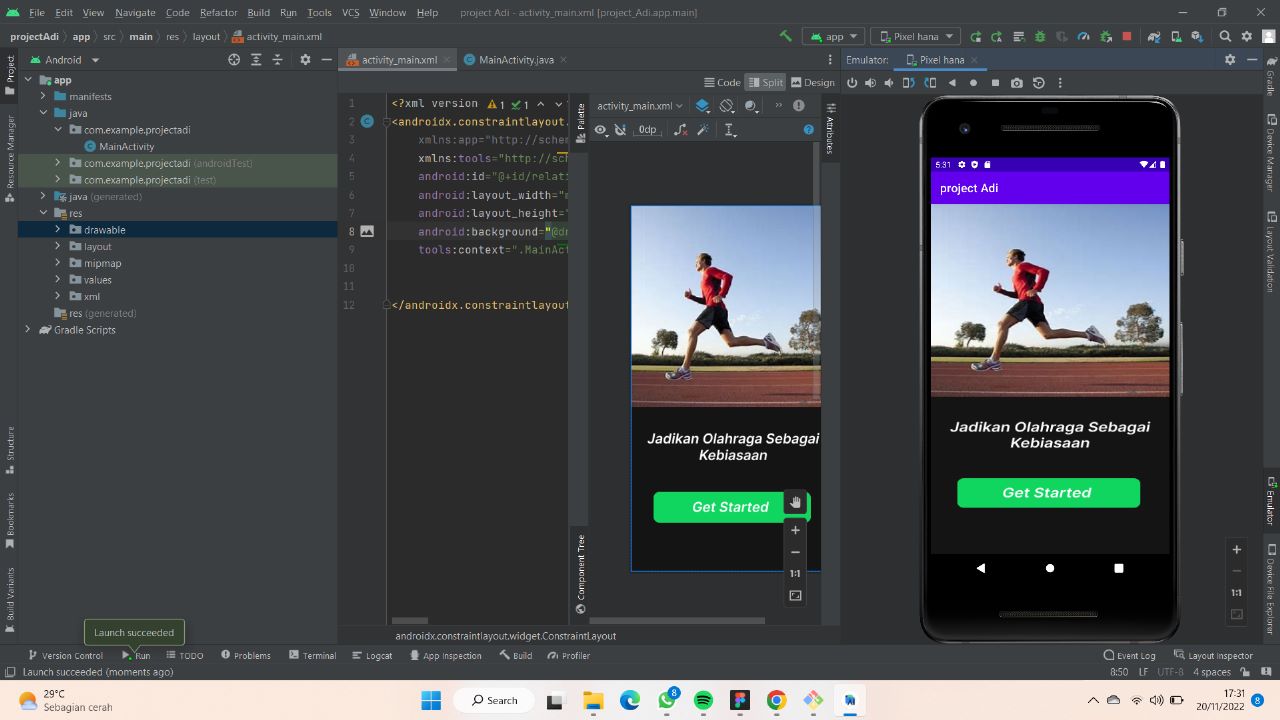 File Edit View Navigate Code Refactor Build Run Tools VCS Window Help project Adi - activity_main.xml [project_Adi.app.main]
projectAdi app src main res layout activity_main.xml
app Pixel hana
Android
activity_main.xml MainActivity.java
Emulator: Pixel hana
Code Split Design
app
manifests
java
com.example.projectadi
MainActivity
com.example.projectadi (androidTest)
com.example.projectadi (test)
java (generated)
res
drawable
layout
mipmap
values
xml
res (generated)
Gradle Scripts
1 <?xml version 1 1
2 <androidx.constraintlayout.
3 xmlns:app="http://schem
4 xmlns:tools="http://sch
5 android:id="@+id/relati
6 android:layout_width="m
7 android:layout_height="
8 android:background="@dr
9 tools:context=".MainAct
10
11
12 </androidx.constraintlayout
activity_main.xml
0dp
Palette
Attributes
Component Tree
Jadikan Olahraga Sebagai
Kebiasaan
Get Started
1:1
5:31
project Adi
Jadikan Olahraga Sebagai
Kebiasaan
Get Started
1:1
Project
Resource Manager
Structure
Bookmarks
Build Variants
Gradle
Device Manager
Layout Validation
Emulator
Device File Explorer
androidx.constraintlayout.widget.ConstraintLayout
Launch succeeded
Version Control Run TODO Problems Terminal Logcat App Inspection Build Profiler Event Log Layout Inspector
Launch succeeded (moments ago) 8:50 LF UTF-8 4 spaces
29°C
Sebagian cerah
Search
8
17:31
20/11/2022
8